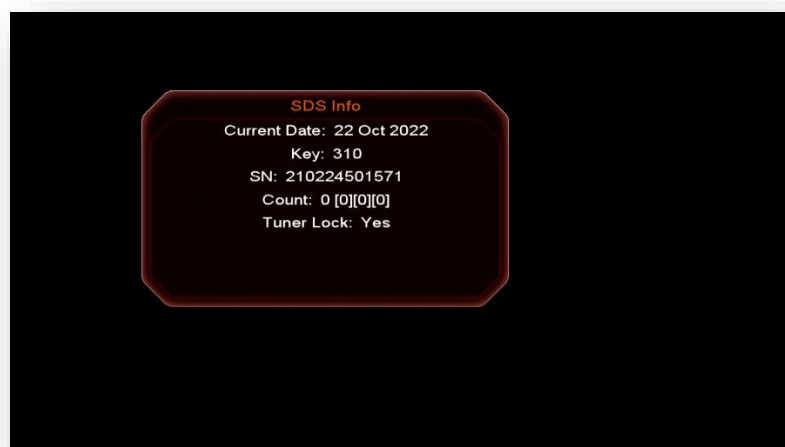 SDS Info
Current Date: 22 Oct 2022
Key: 310
SN: 210224501571
Count: 0 [0][0][0]
Tuner Lock: Yes